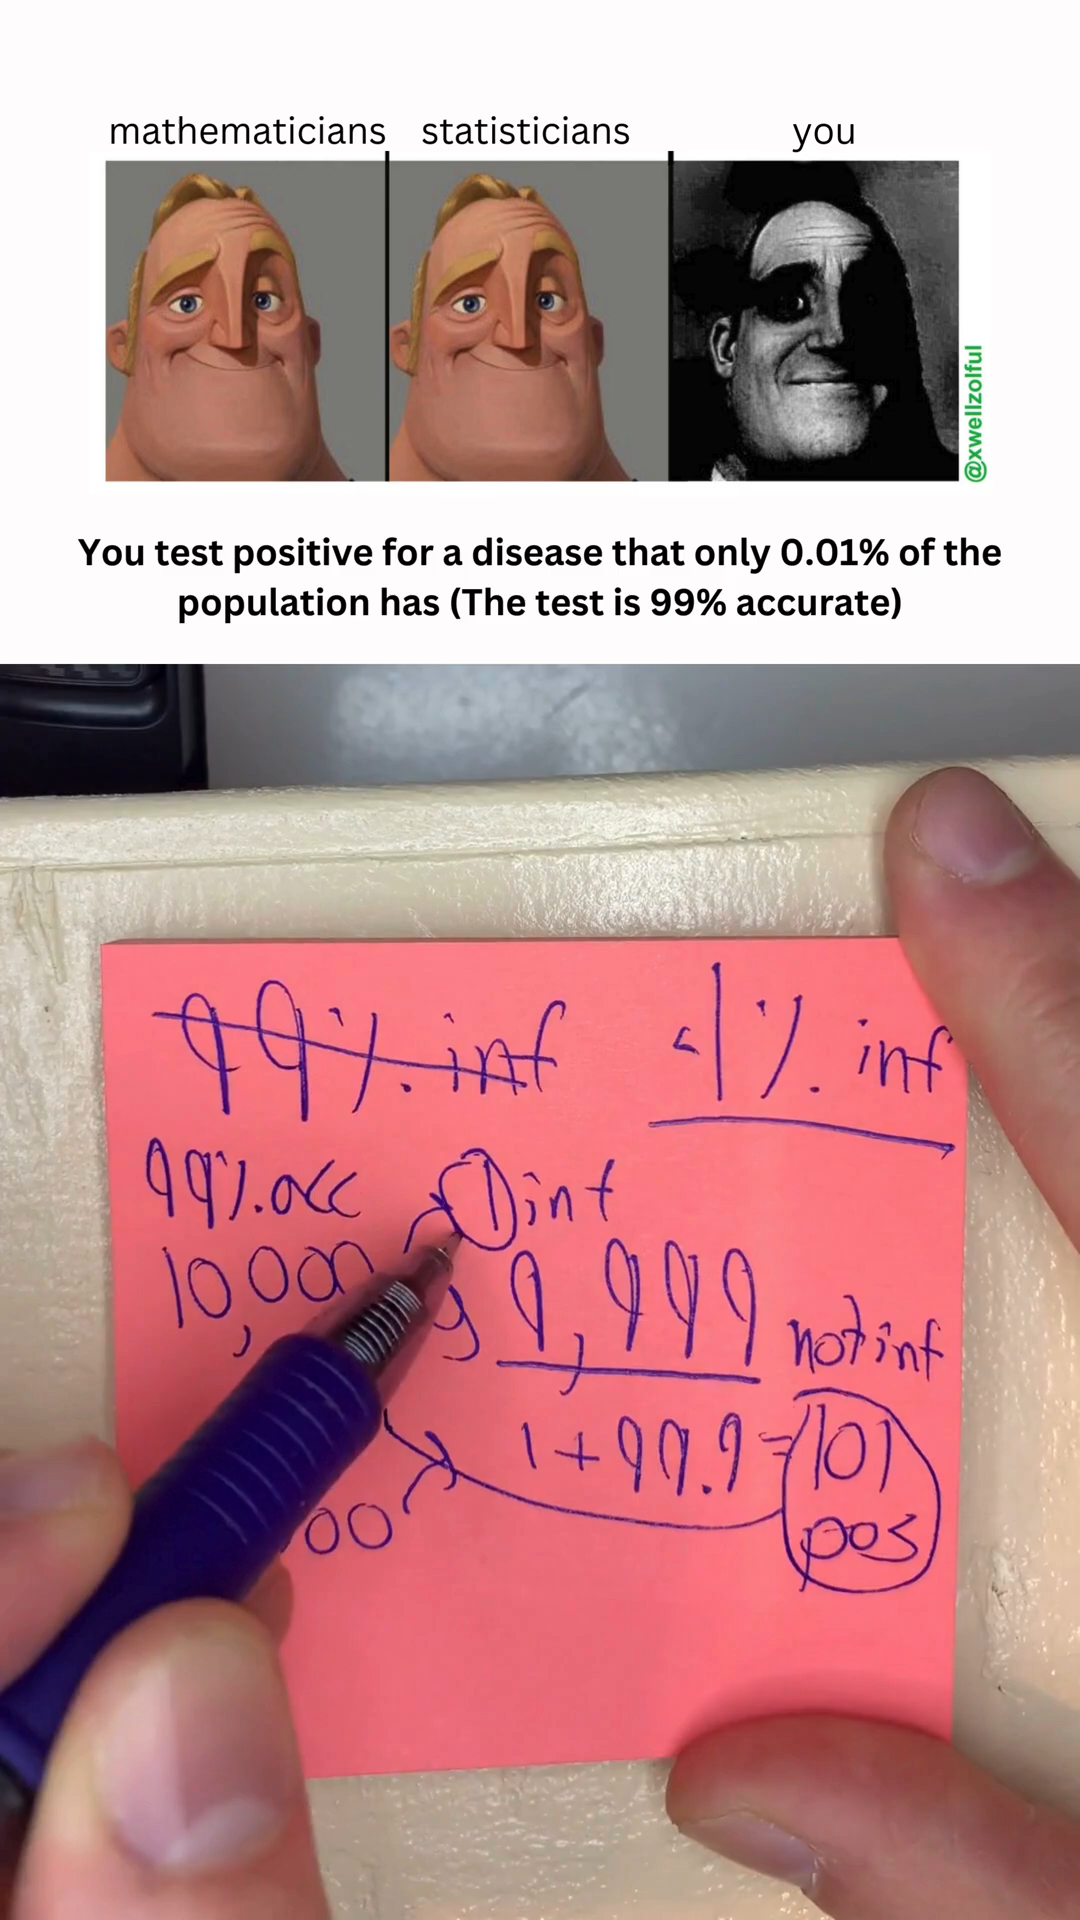 mathematicians statisticians you
@xwellzolful
You test positive for a disease that only 0.01% of the
population has (The test is 99% accurate)
99%. inf <1%. inf
99%.acc 1 inf
10,000 9,999 not inf
1+99.9=101
00 pos